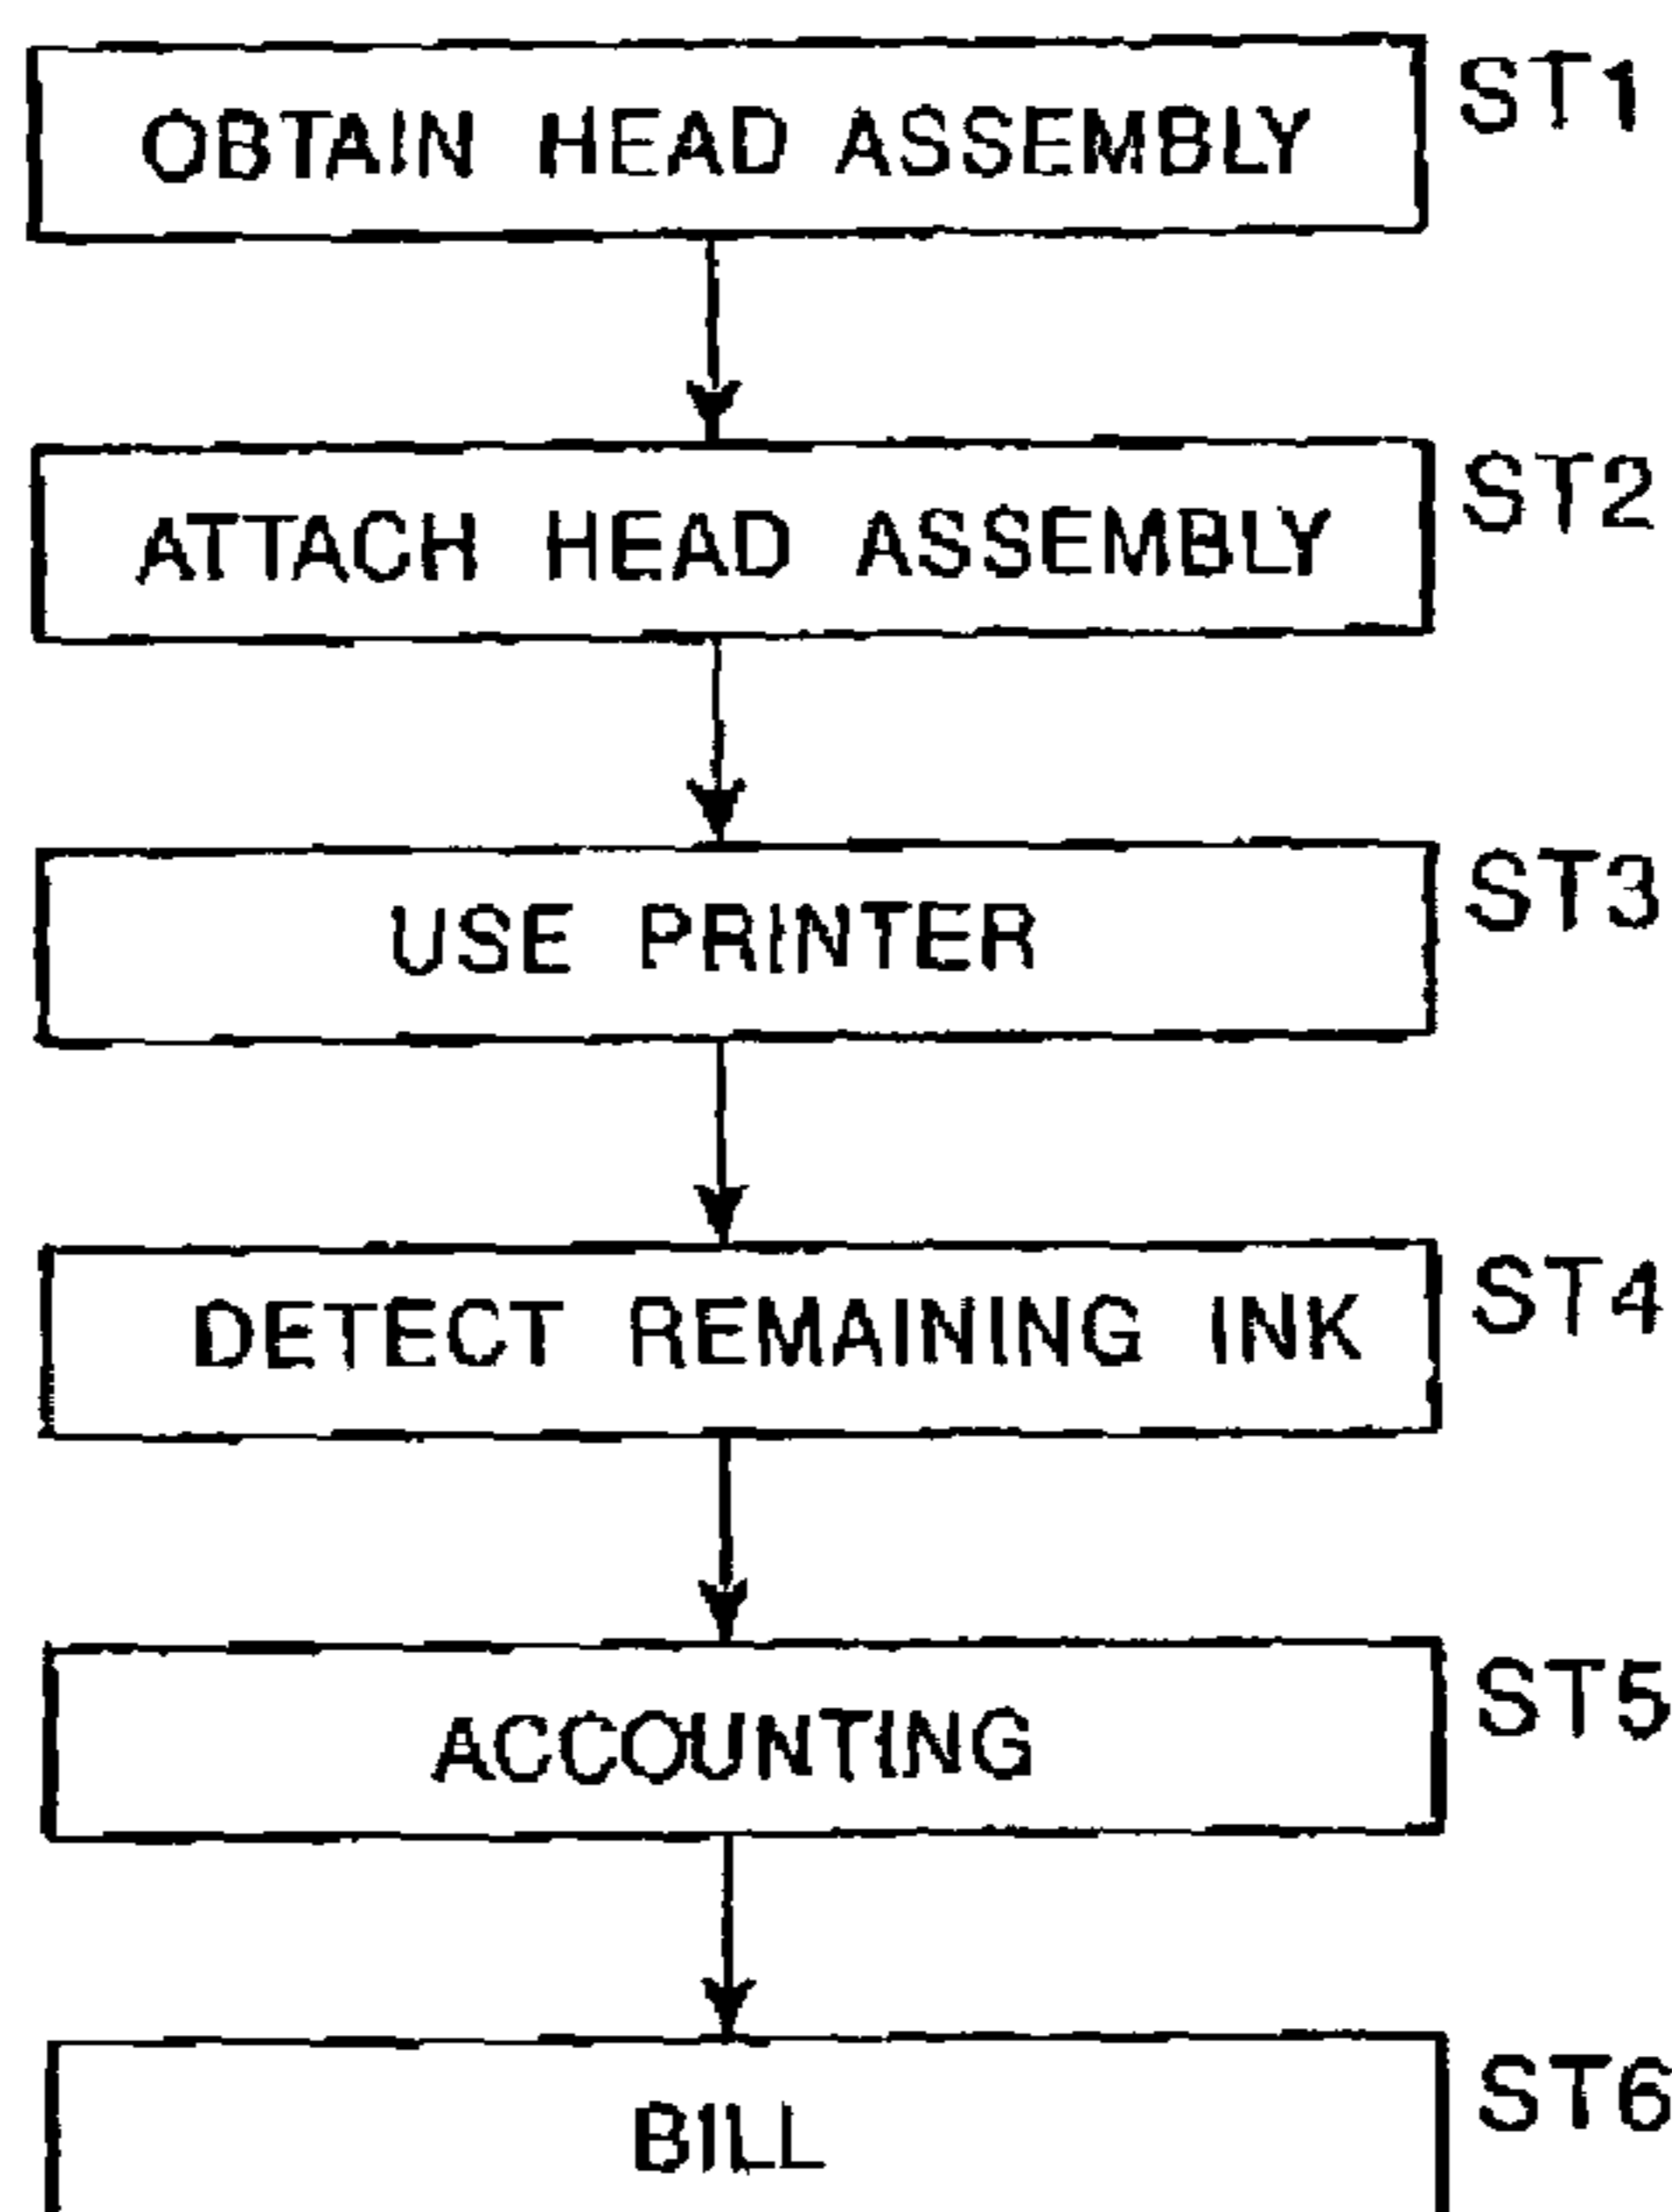 OBTAIN HEAD ASSEMBLY ST1
ATTACH HEAD ASSEMBLY ST2
USE PRINTER ST3
DETECT REMAINING INK ST4
ACCOUNTING ST5
BILL ST6